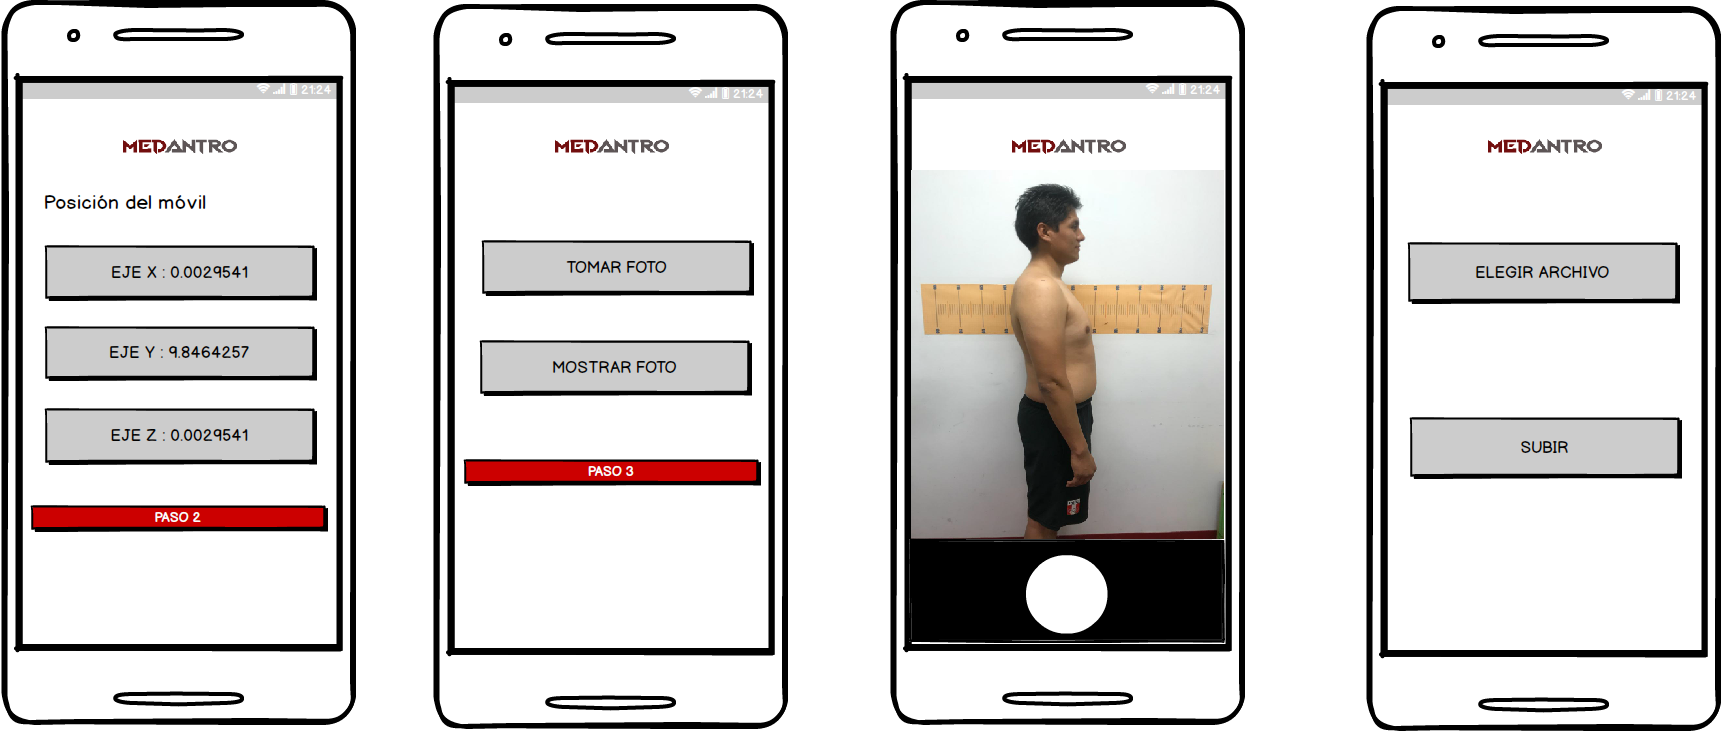 21:24
MEDANTRO
Posición del móvil
EJE X : 0.0029541
EJE Y : 9.8464257
EJE Z : 0.0029541
PASO 2
21:24
MEDANTRO
TOMAR FOTO
MOSTRAR FOTO
PASO 3
21:24
MEDANTRO
21:24
MEDANTRO
ELEGIR ARCHIVO
SUBIR